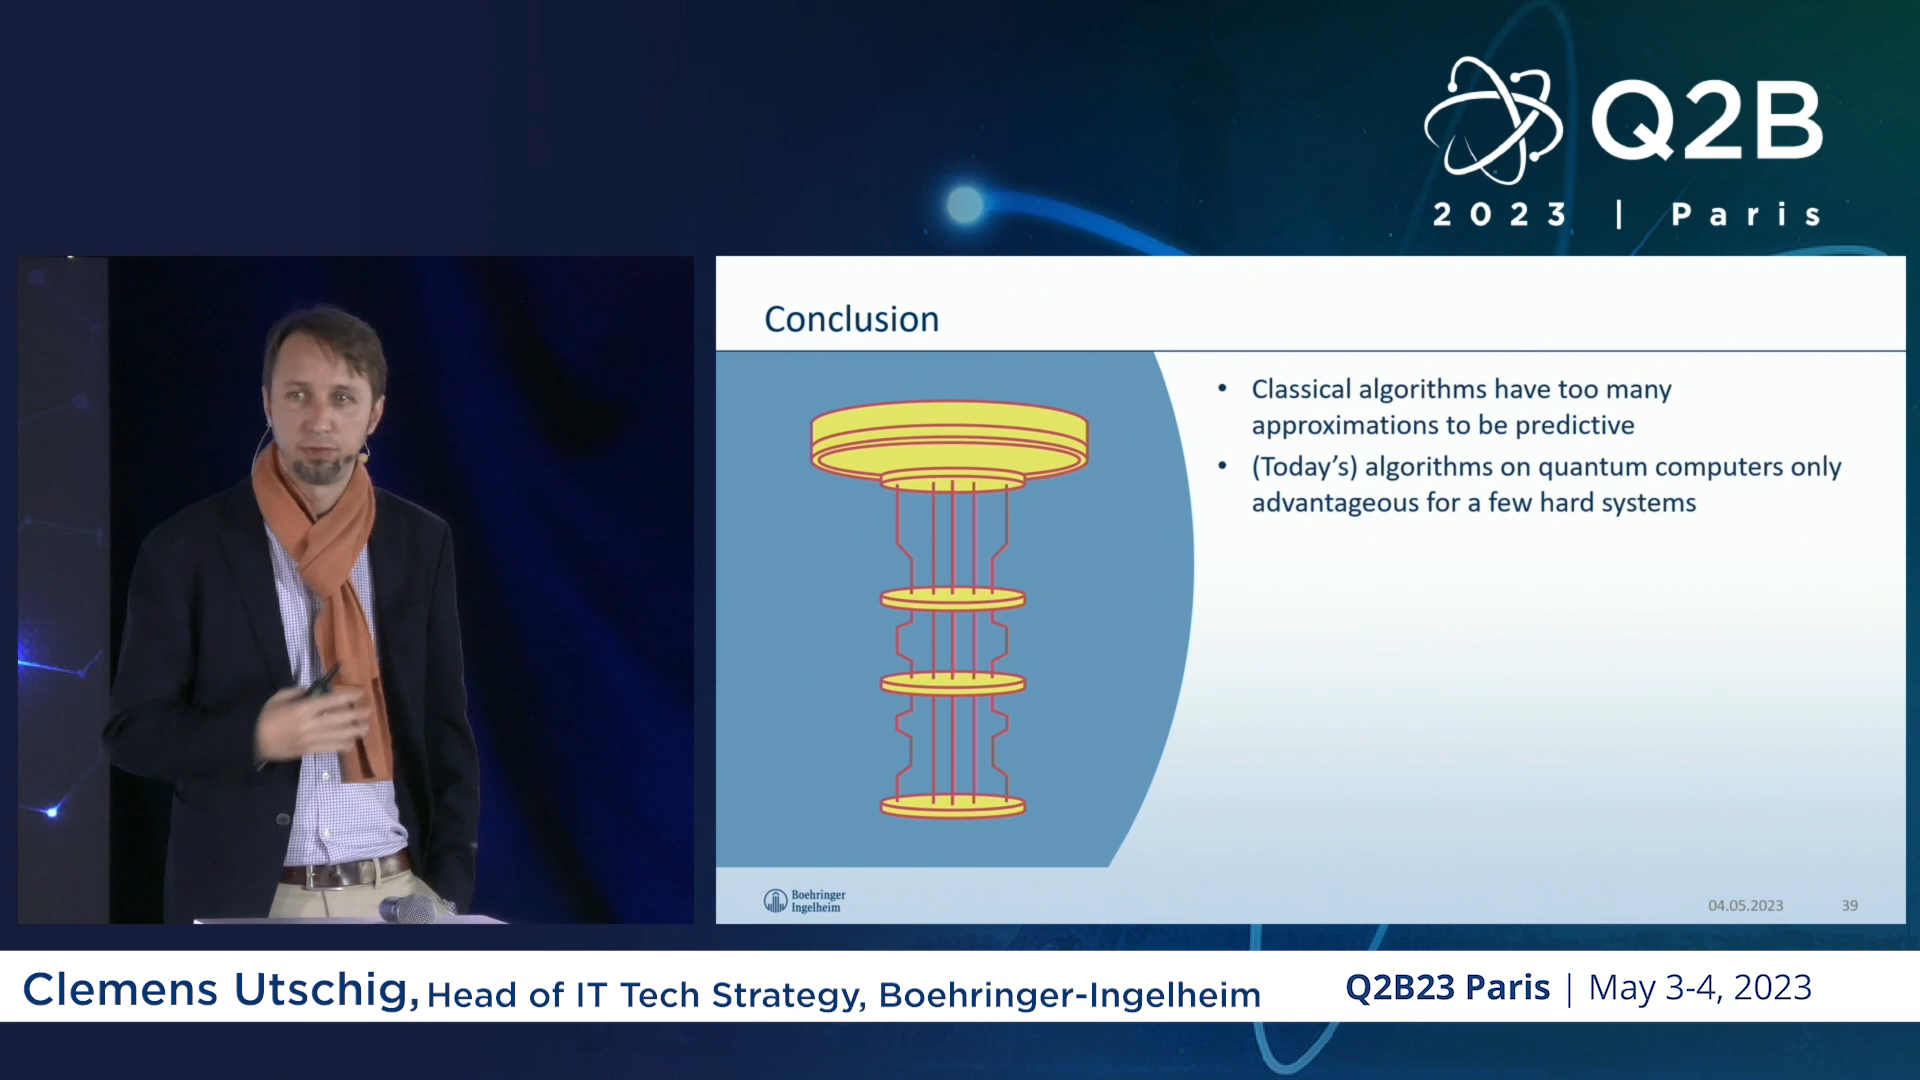 Q2B
2023 | Paris
Conclusion
• Classical algorithms have too many
approximations to be predictive
• (Today’s) algorithms on quantum computers only
advantageous for a few hard systems
Boehringer
Ingelheim
04.05.2023 39
Clemens Utschig, Head of IT Tech Strategy, Boehringer-Ingelheim
Q2B23 Paris | May 3-4, 2023